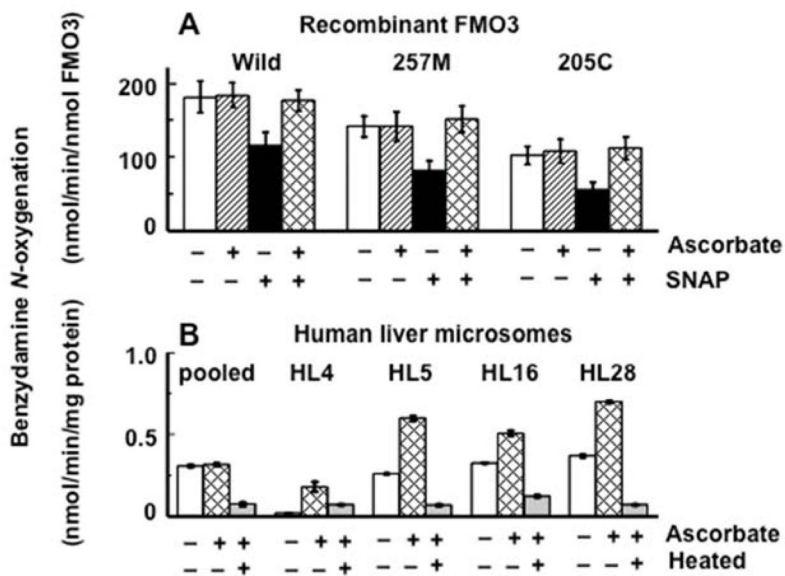 A Recombinant FMO3
Wild 257M 205C
200
100
0
− + − + − + − + − + − + Ascorbate
− − + + − − + + − − + + SNAP
Benzydamine N-oxygenation
(nmol/min/nmol FMO3)
(nmol/min/mg protein)
B Human liver microsomes
1.0
pooled HL4 HL5 HL16 HL28
0.5
0
− + + − + + − + + − + + − + + Ascorbate
− − + − − + − − + − − + − − + Heated